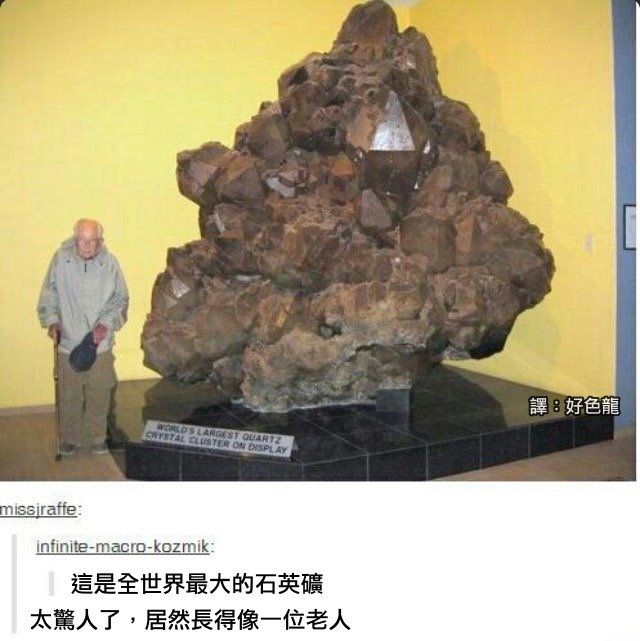 譯：好色龍
WORLD'S LARGEST QUARTZ
CRYSTAL CLUSTER ON DISPLAY
missjraffe:
infinite-macro-kozmik:
這是全世界最大的石英礦
太驚人了，居然長得像一位老人